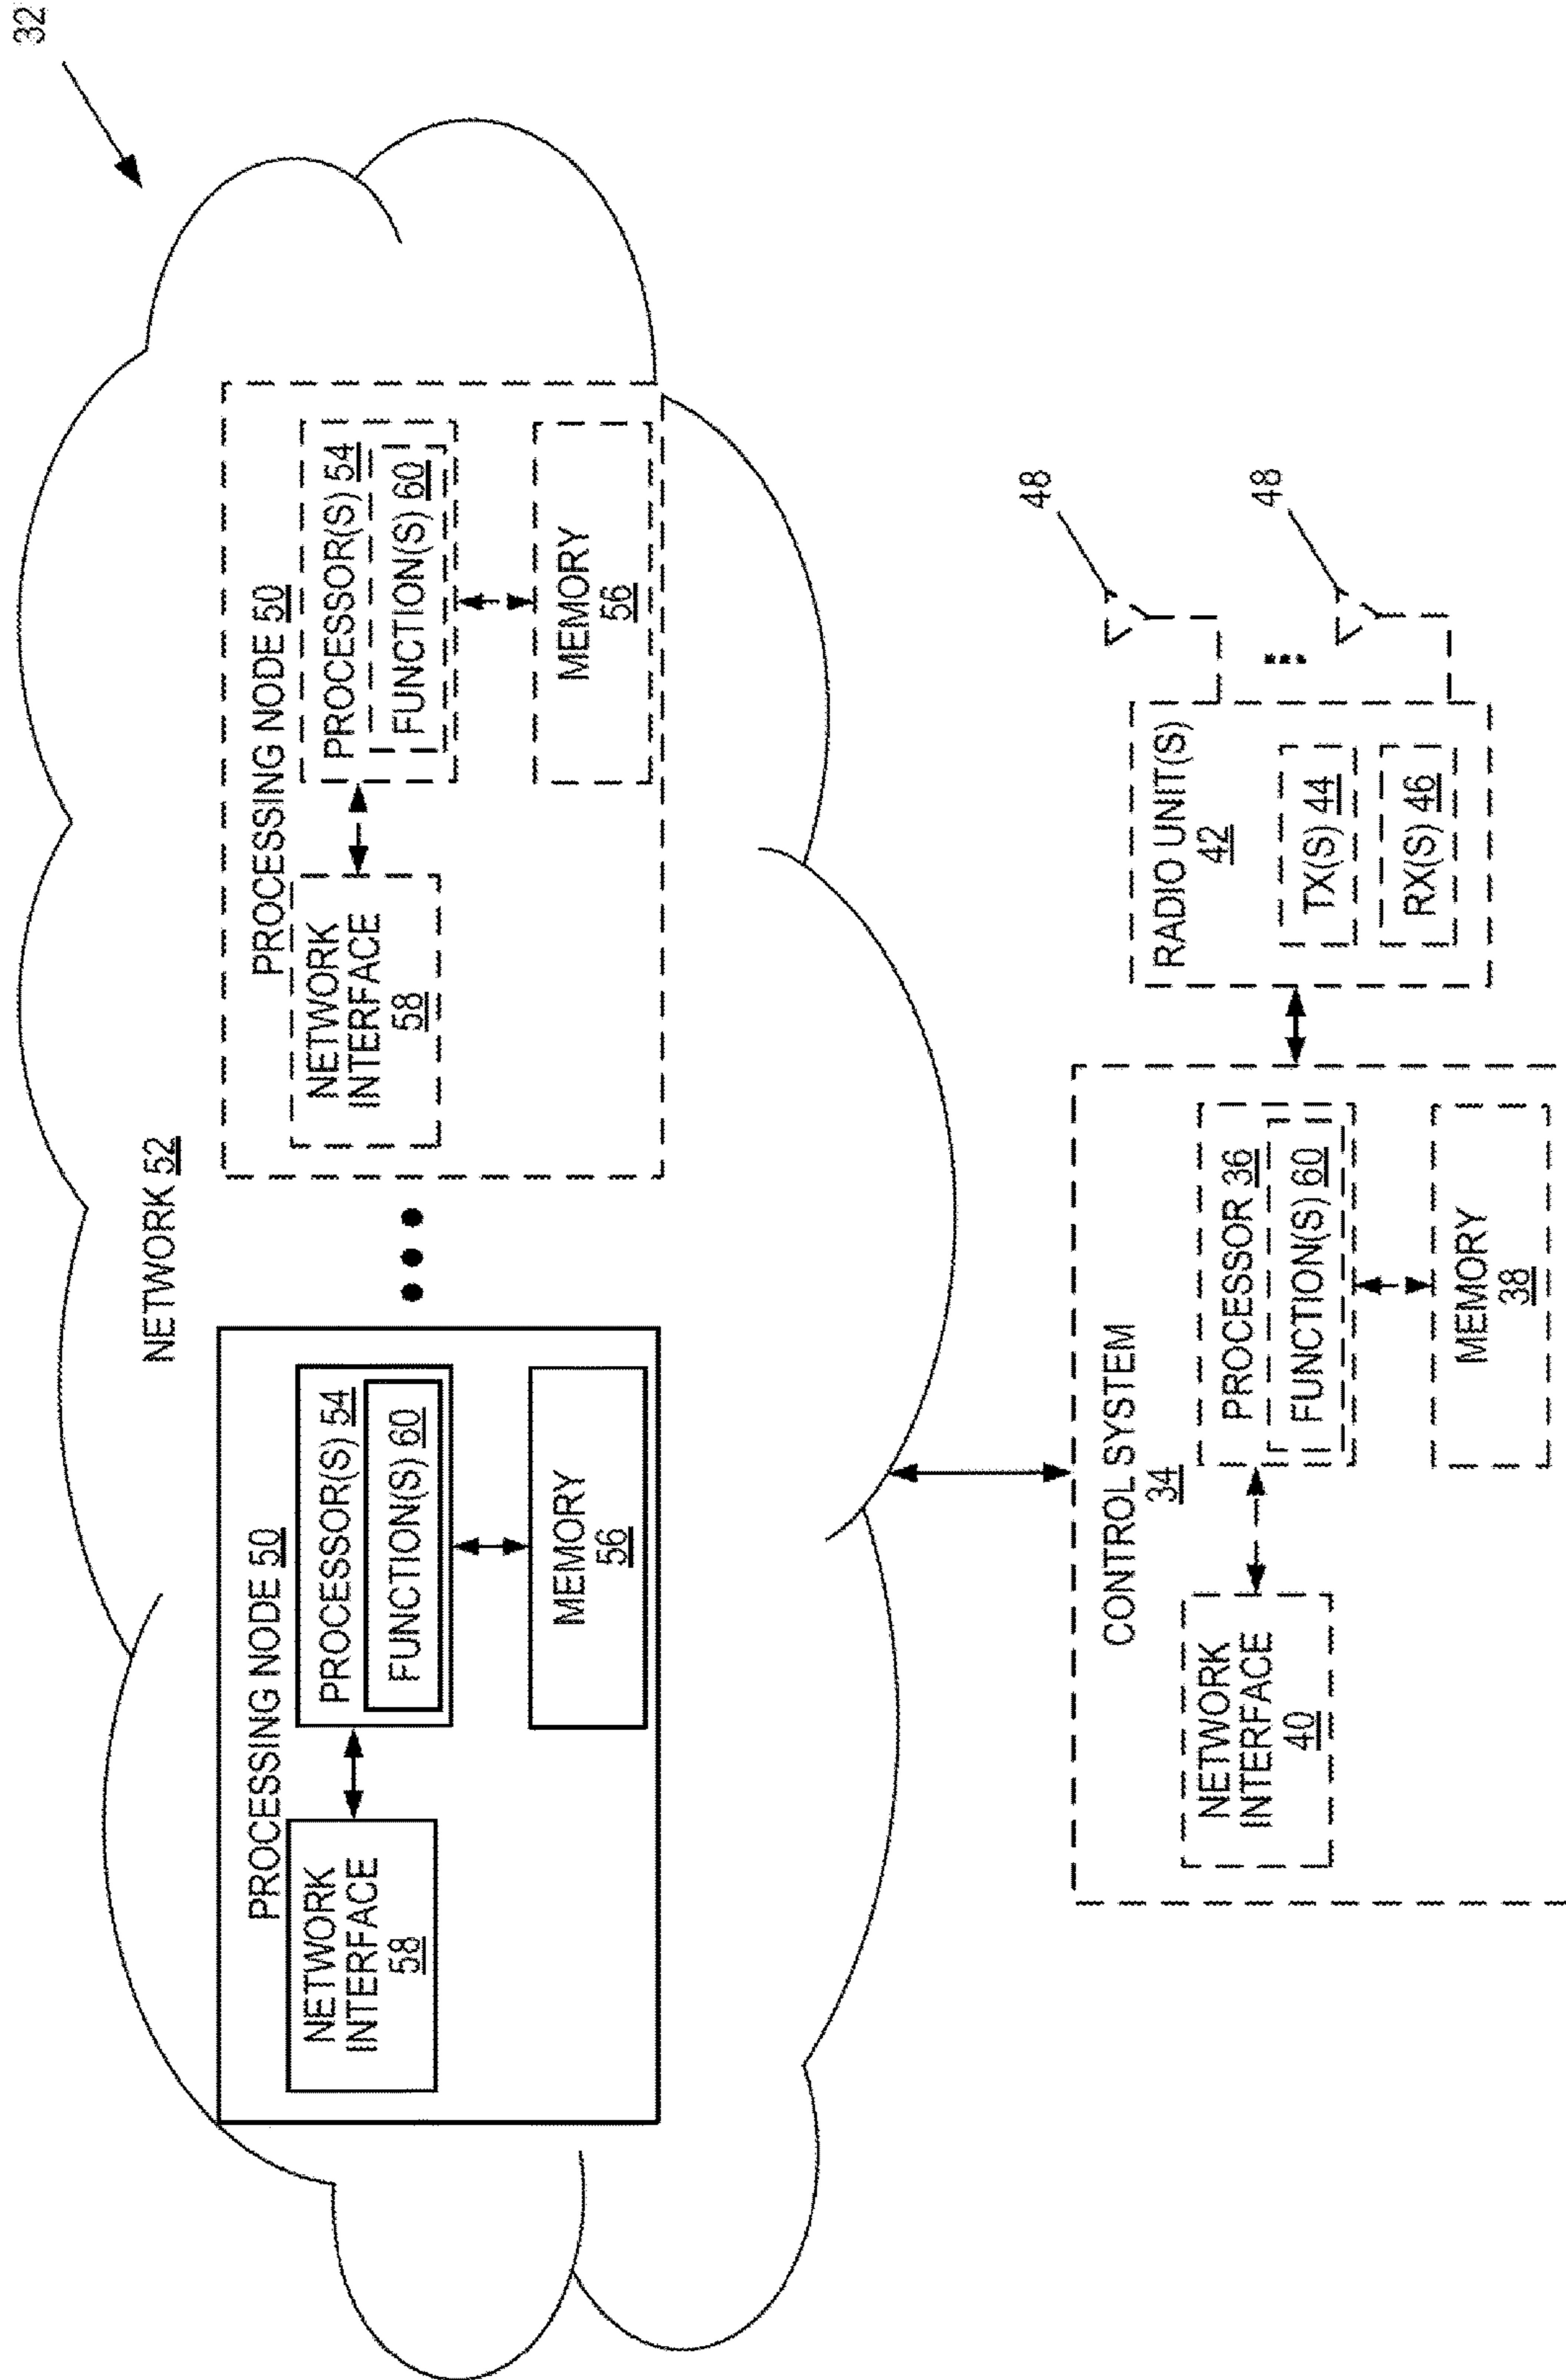 32
NETWORK 52
PROCESSING NODE 50
NETWORK
INTERFACE
58
PROCESSOR(S) 54
FUNCTION(S) 60
MEMORY
56
PROCESSING NODE 50
NETWORK
INTERFACE
58
PROCESSOR(S) 54
FUNCTION(S) 60
MEMORY
56
CONTROL SYSTEM
34
NETWORK
INTERFACE
40
PROCESSOR 36
FUNCTION(S) 60
MEMORY
38
RADIO UNIT(S)
42
TX(S) 44
RX(S) 46
48
48